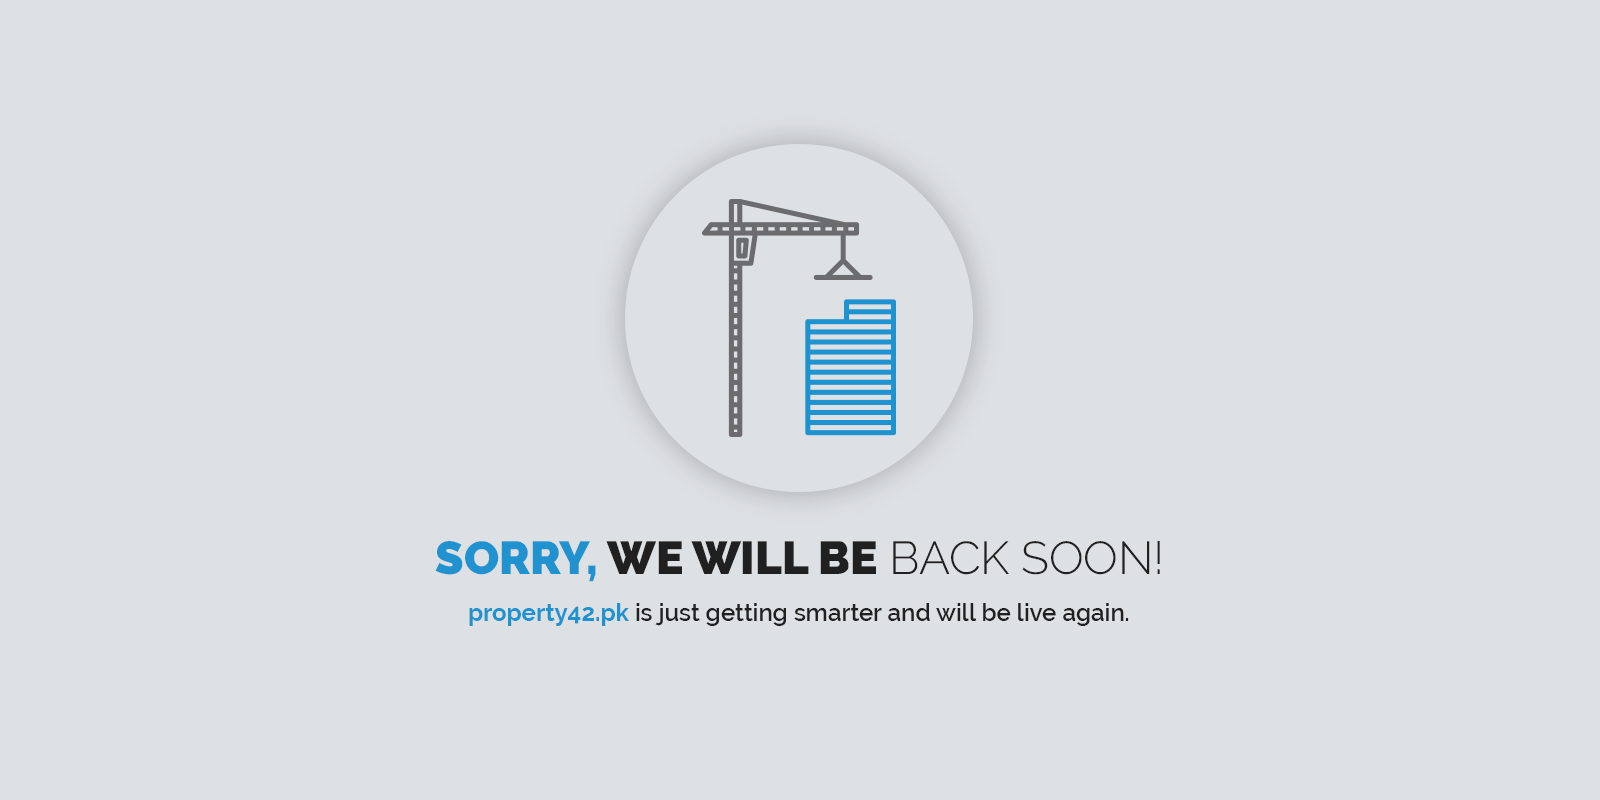 SORRY, WE WILL BE BACK SOON!
property42.pk is just getting smarter and will be live again.